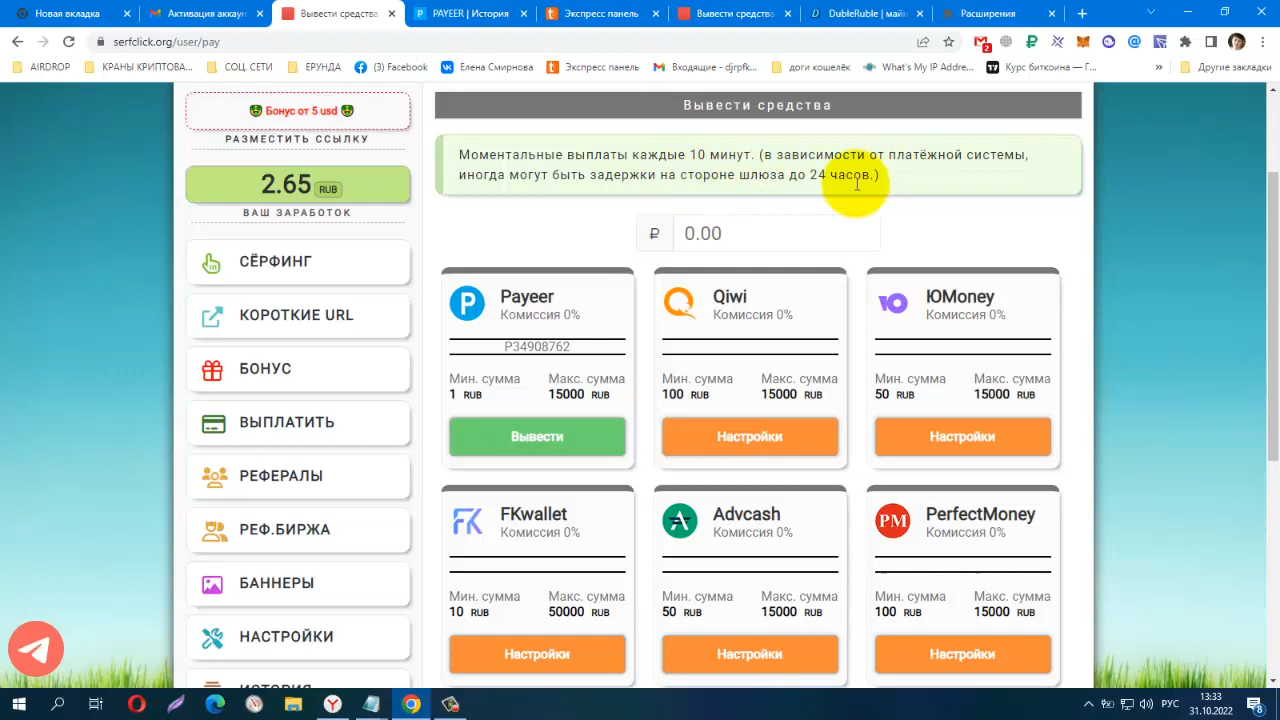 Новая вкладка
Активация аккаун
Вывести средства
PAYEER | История
Экспресс панель
Вывести средства
DubleRuble | майн
Расширения
serfclick.org/user/pay
2
AIRDROP
КРАНЫ КРИПТОВА...
СОЦ. СЕТИ
ЕРУНДА
(3) Facebook
Елена Смирнова
Экспресс панель
Входящие - djrpfk...
доги кошелёк
What's My IP Addre...
Курс биткоина — Г...
»
Другие закладки
Бонус от 5 usd
РАЗМЕСТИТЬ ССЫЛКУ
2.65 RUB
ВАШ ЗАРАБОТОК
СЁРФИНГ
КОРОТКИЕ URL
БОНУС
ВЫПЛАТИТЬ
РЕФЕРАЛЫ
РЕФ.БИРЖА
БАННЕРЫ
НАСТРОЙКИ
ИСТОРИЯ
Вывести средства
Моментальные выплаты каждые 10 минут. (в зависимости от платёжной системы,
иногда могут быть задержки на стороне шлюза до 24 часов.)
₽ 0.00
Payeer
Комиссия 0%
P34908762
Мин. сумма Макс. сумма
1 RUB 15000 RUB
Вывести
Qiwi
Комиссия 0%
Мин. сумма Макс. сумма
100 RUB 15000 RUB
Настройки
ЮMoney
Комиссия 0%
Мин. сумма Макс. сумма
50 RUB 15000 RUB
Настройки
FKwallet
Комиссия 0%
Мин. сумма Макс. сумма
10 RUB 50000 RUB
Настройки
Advcash
Комиссия 0%
Мин. сумма Макс. сумма
50 RUB 15000 RUB
Настройки
PM
PerfectMoney
Комиссия 0%
Мин. сумма Макс. сумма
100 RUB 15000 RUB
Настройки
РУС
13:33
31.10.2022
8